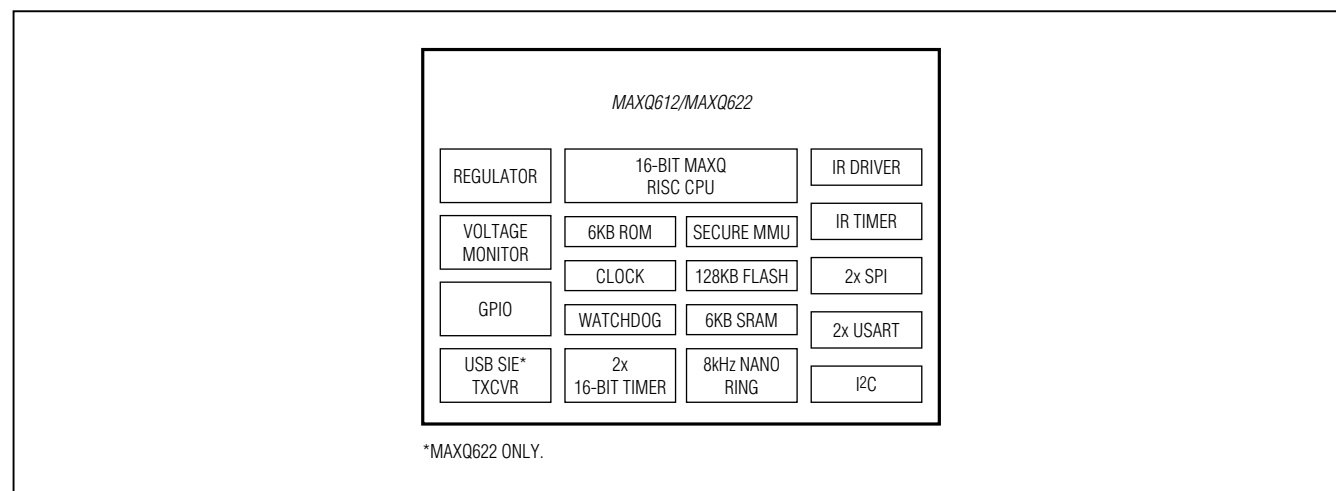 MAXQ612/MAXQ622
REGULATOR
16-BIT MAXQ
RISC CPU
IR DRIVER
VOLTAGE
MONITOR
6KB ROM
SECURE MMU
IR TIMER
CLOCK
128KB FLASH
2x SPI
GPIO
WATCHDOG
6KB SRAM
2x USART
USB SIE*
TXCVR
2x
16-BIT TIMER
8kHz NANO
RING
I²C
*MAXQ622 ONLY.